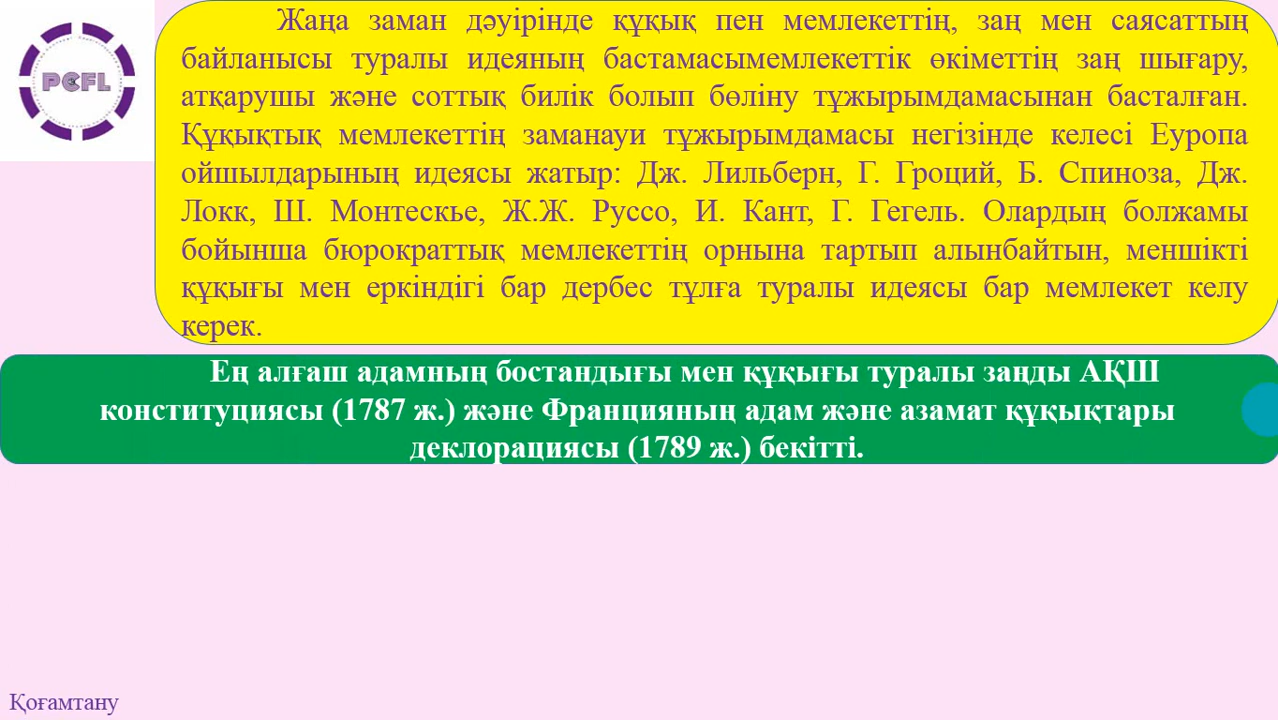 PCFL
Жаңа заман дәуірінде құқық пен мемлекеттің, заң мен саясаттың
байланысы туралы идеяның бастамасымемлекеттік өкіметтің заң шығару,
атқарушы және соттық билік болып бөліну тұжырымдамасынан басталған.
Құқықтық мемлекеттің заманауи тұжырымдамасы негізінде келесі Еуропа
ойшылдарының идеясы жатыр: Дж. Лильберн, Г. Гроций, Б. Спиноза, Дж.
Локк, Ш. Монтескье, Ж.Ж. Руссо, И. Кант, Г. Гегель. Олардың болжамы
бойынша бюрократтық мемлекеттің орнына тартып алынбайтын, меншікті
құқығы мен еркіндігі бар дербес тұлға туралы идеясы бар мемлекет келу
керек.
Ең алғаш адамның бостандығы мен құқығы туралы заңды АҚШ
конституциясы (1787 ж.) және Францияның адам және азамат құқықтары
деклорациясы (1789 ж.) бекітті.
Қоғамтану